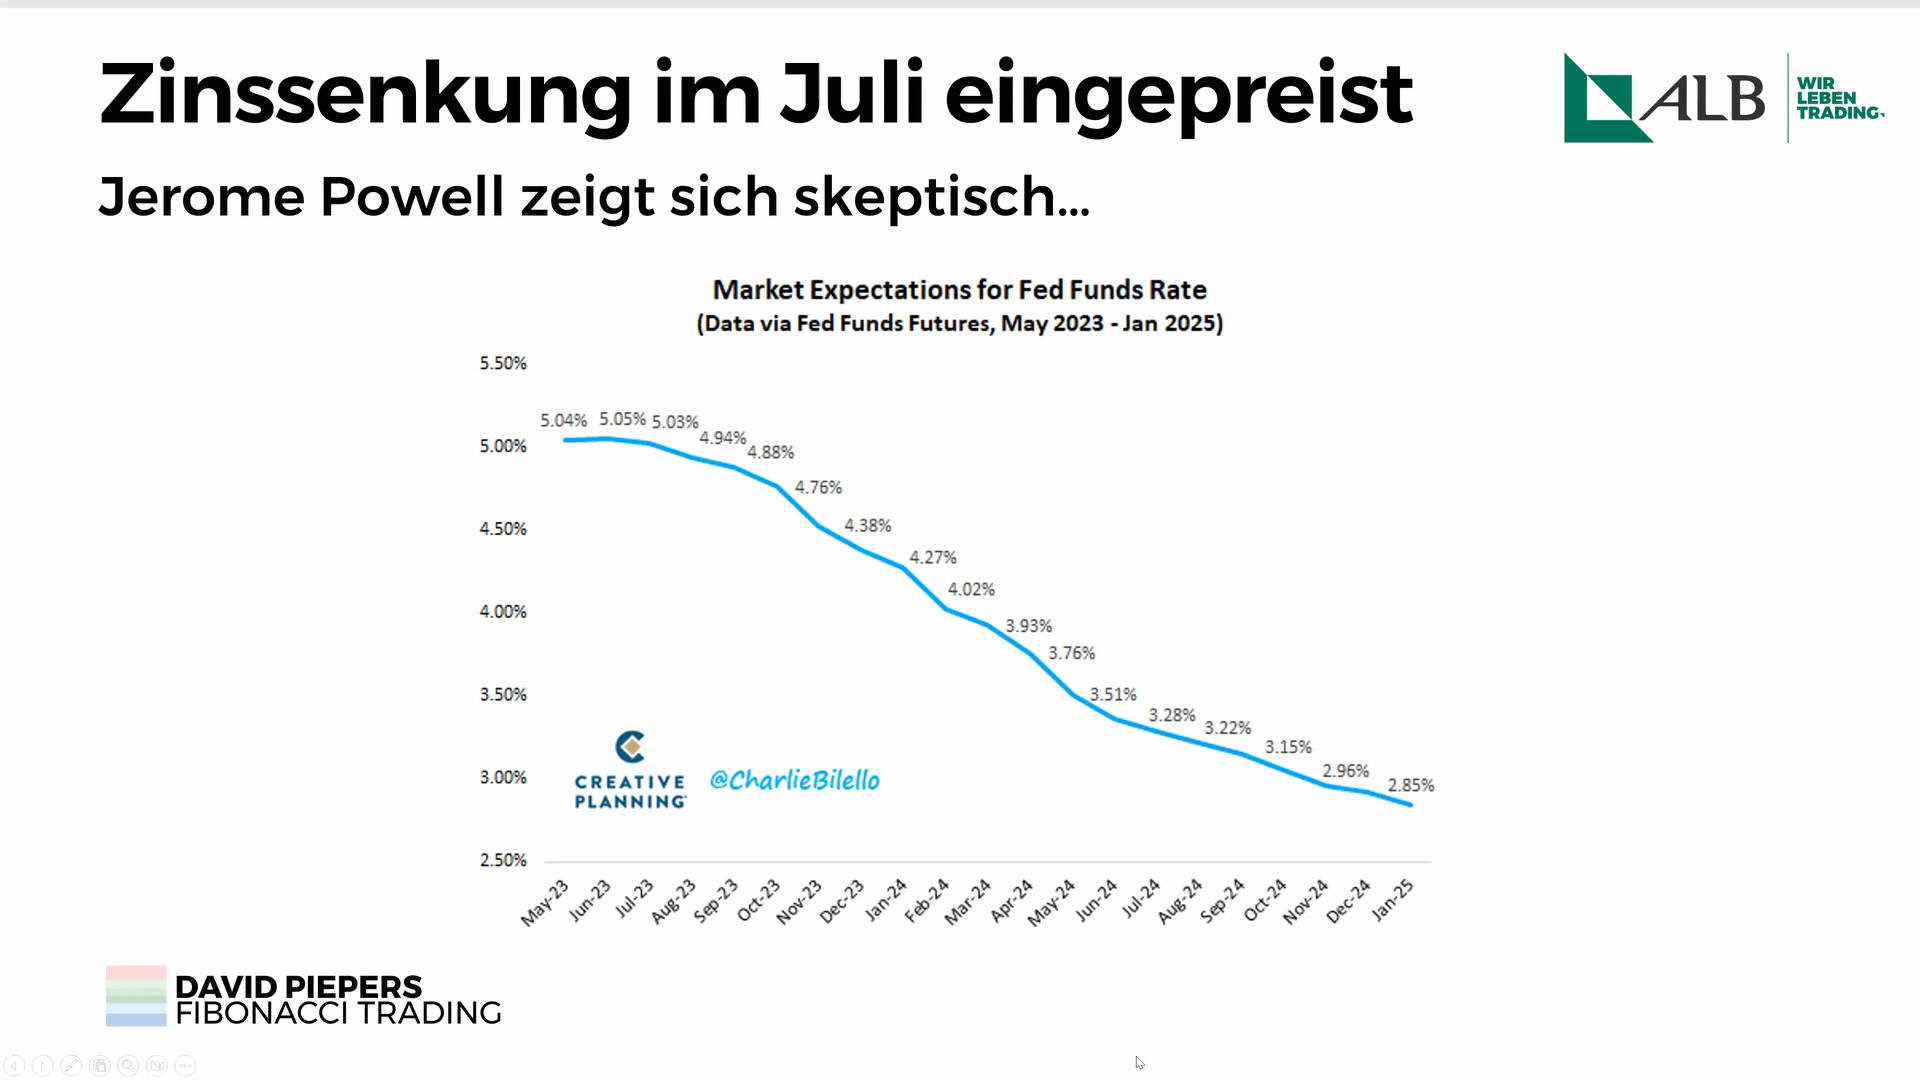 Zinssenkung im Juli eingepreist
ALB
WIR
LEBEN
TRADING
Jerome Powell zeigt sich skeptisch...
Market Expectations for Fed Funds Rate
(Data via Fed Funds Futures, May 2023 - Jan 2025)
5.50%
5.00%
4.50%
4.00%
3.50%
3.00%
2.50%
5.04%
5.05%
5.03%
4.94%
4.88%
4.76%
4.38%
4.27%
4.02%
3.93%
3.76%
3.51%
3.28%
3.22%
3.15%
2.96%
2.85%
CREATIVE
PLANNING
@CharlieBilello
May-23
Jun-23
Jul-23
Aug-23
Sep-23
Oct-23
Nov-23
Dec-23
Jan-24
Feb-24
Mar-24
Apr-24
May-24
Jun-24
Jul-24
Aug-24
Sep-24
Oct-24
Nov-24
Dec-24
Jan-25
DAVID PIEPERS
FIBONACCI TRADING